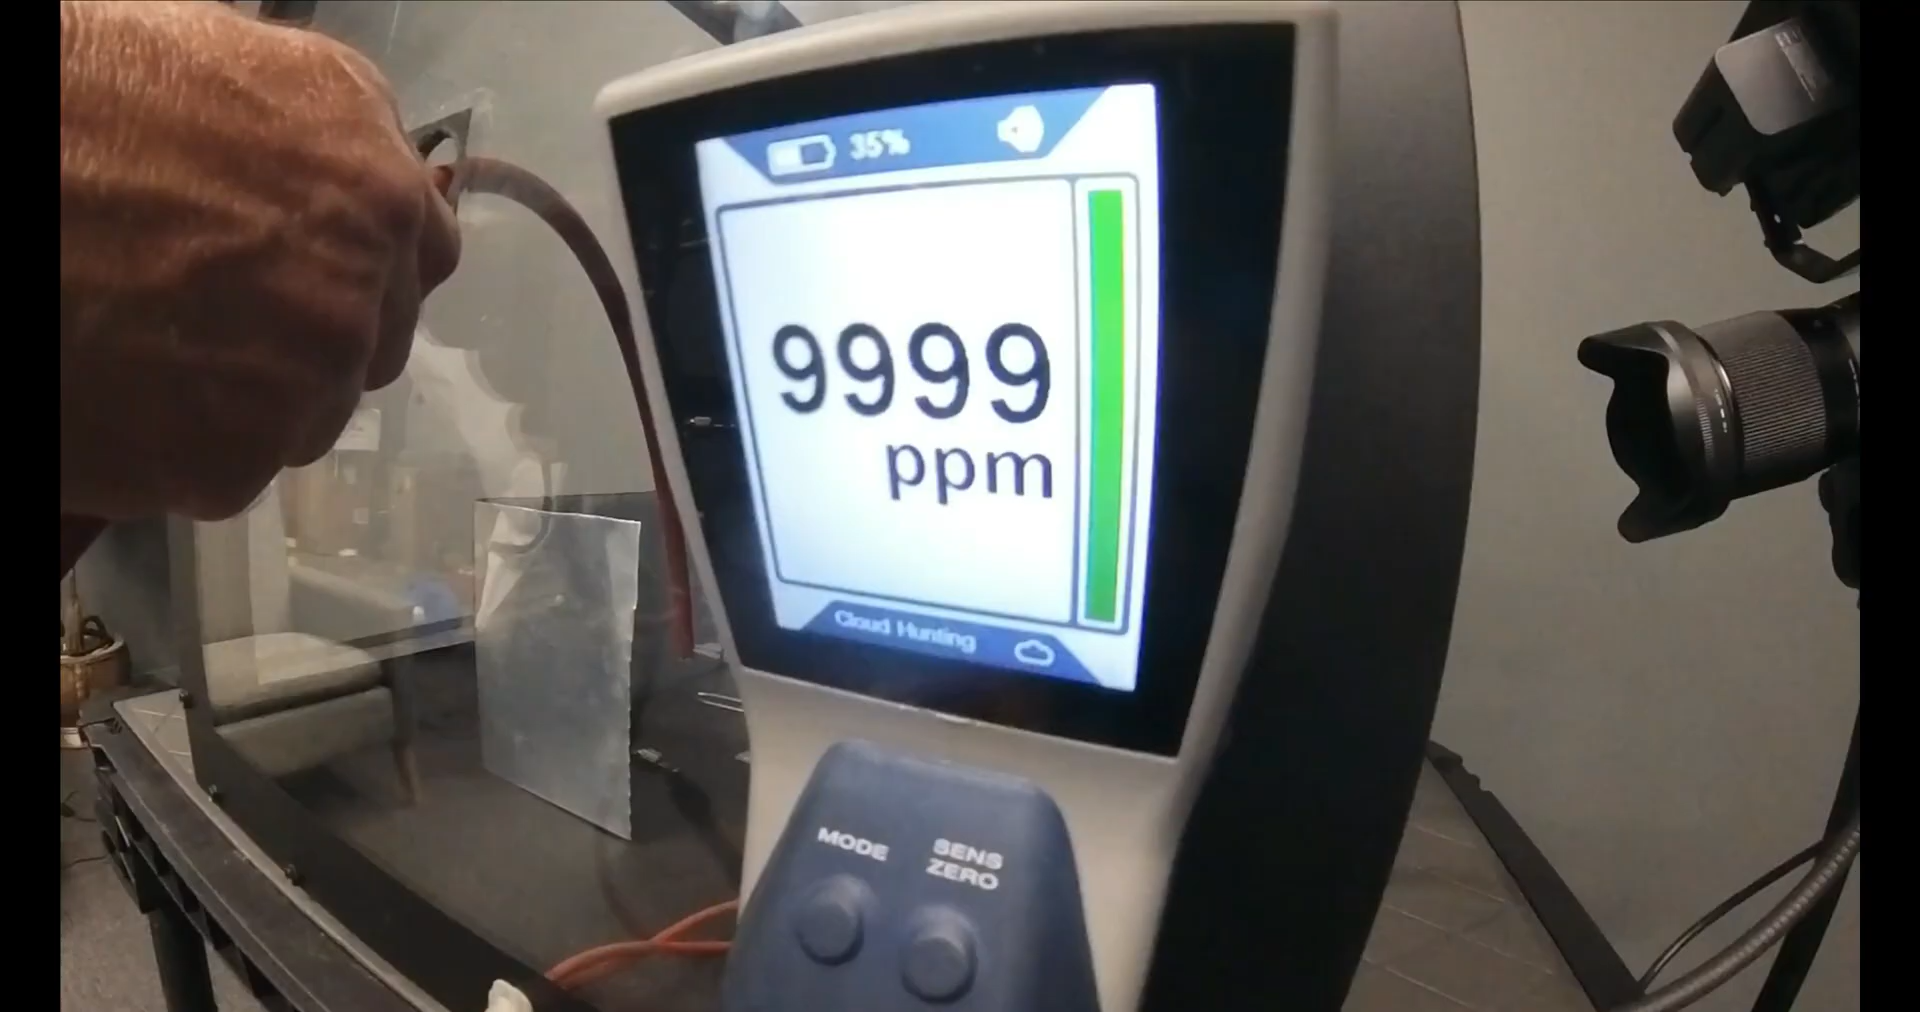 35%
9999
ppm
Cloud Hunting
MODE
SENS
ZERO